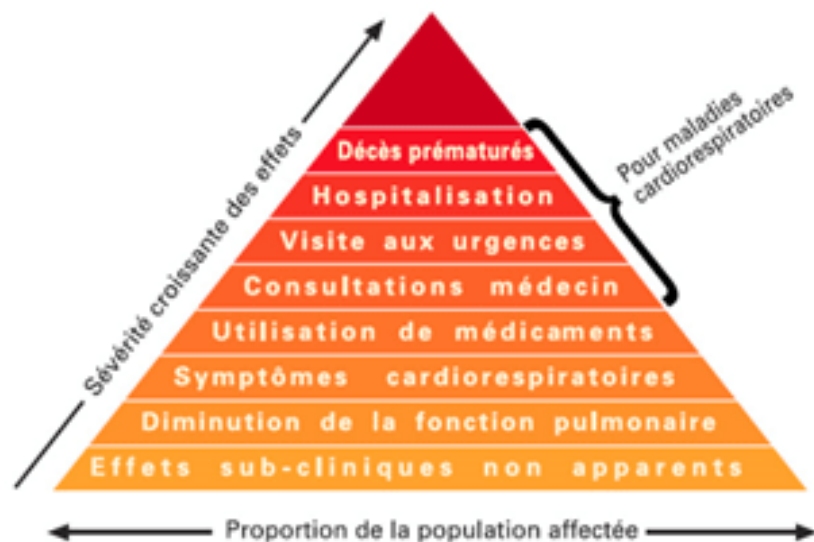 Sévérité croissante des effets
Pour maladies
cardiorespiratoires
Décès prématurés
Hospitalisation
Visite aux urgences
Consultations médecin
Utilisation de médicaments
Symptômes cardiorespiratoires
Diminution de la fonction pulmonaire
Effets sub-cliniques non apparents
Proportion de la population affectée